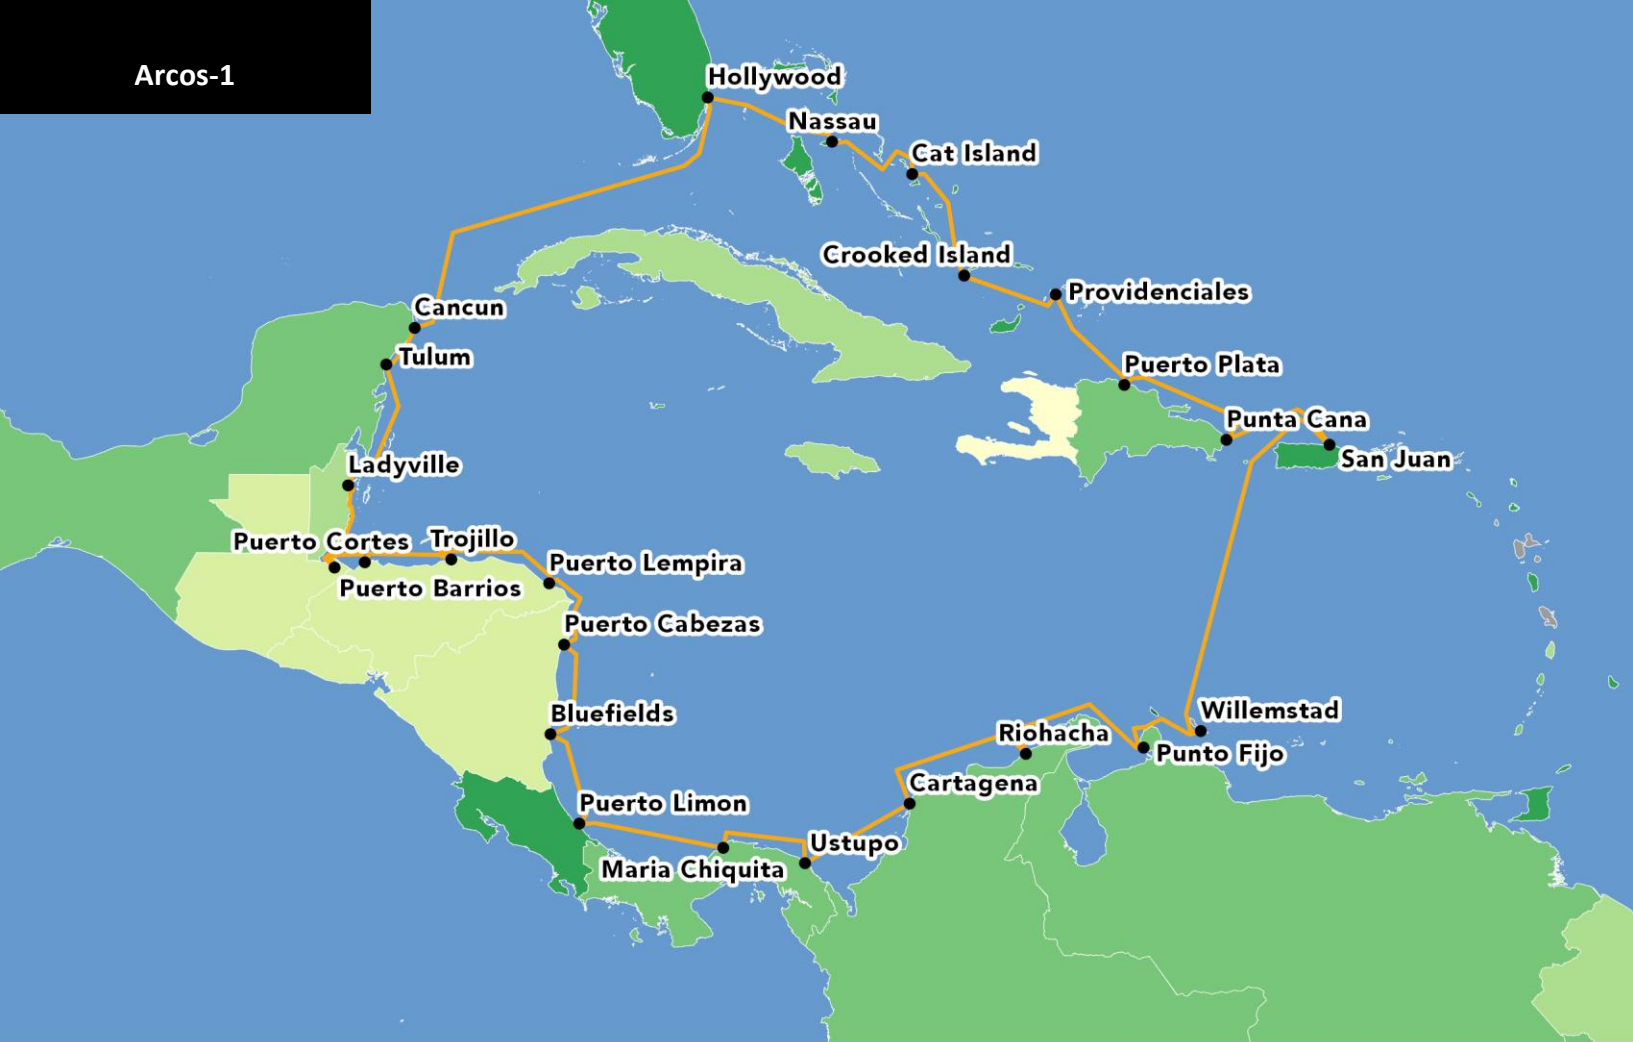 Arcos-1
Hollywood
Nassau
Cat Island
Crooked Island
Providenciales
Cancun
Tulum
Puerto Plata
Punta Cana
San Juan
Ladyville
Puerto Cortes
Trojillo
Puerto Lempira
Puerto Barrios
Puerto Cabezas
Bluefields
Willemstad
Riohacha
Punto Fijo
Cartagena
Puerto Limon
Ustupo
Maria Chiquita